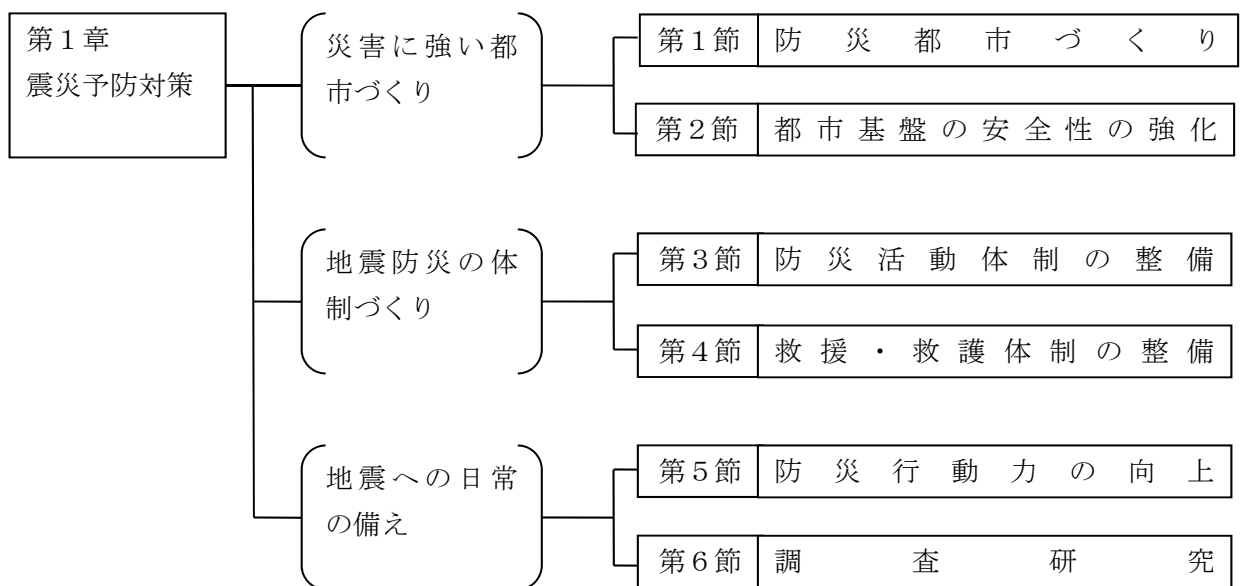 第１章
震災予防対策
災害に強い都
市づくり
第１節 防災都市づくり
第２節 都市基盤の安全性の強化
地震防災の体
制づくり
第３節 防災活動体制の整備
第４節 救援・救護体制の整備
地震への日常
の備え
第５節 防災行動力の向上
第６節 調査研究